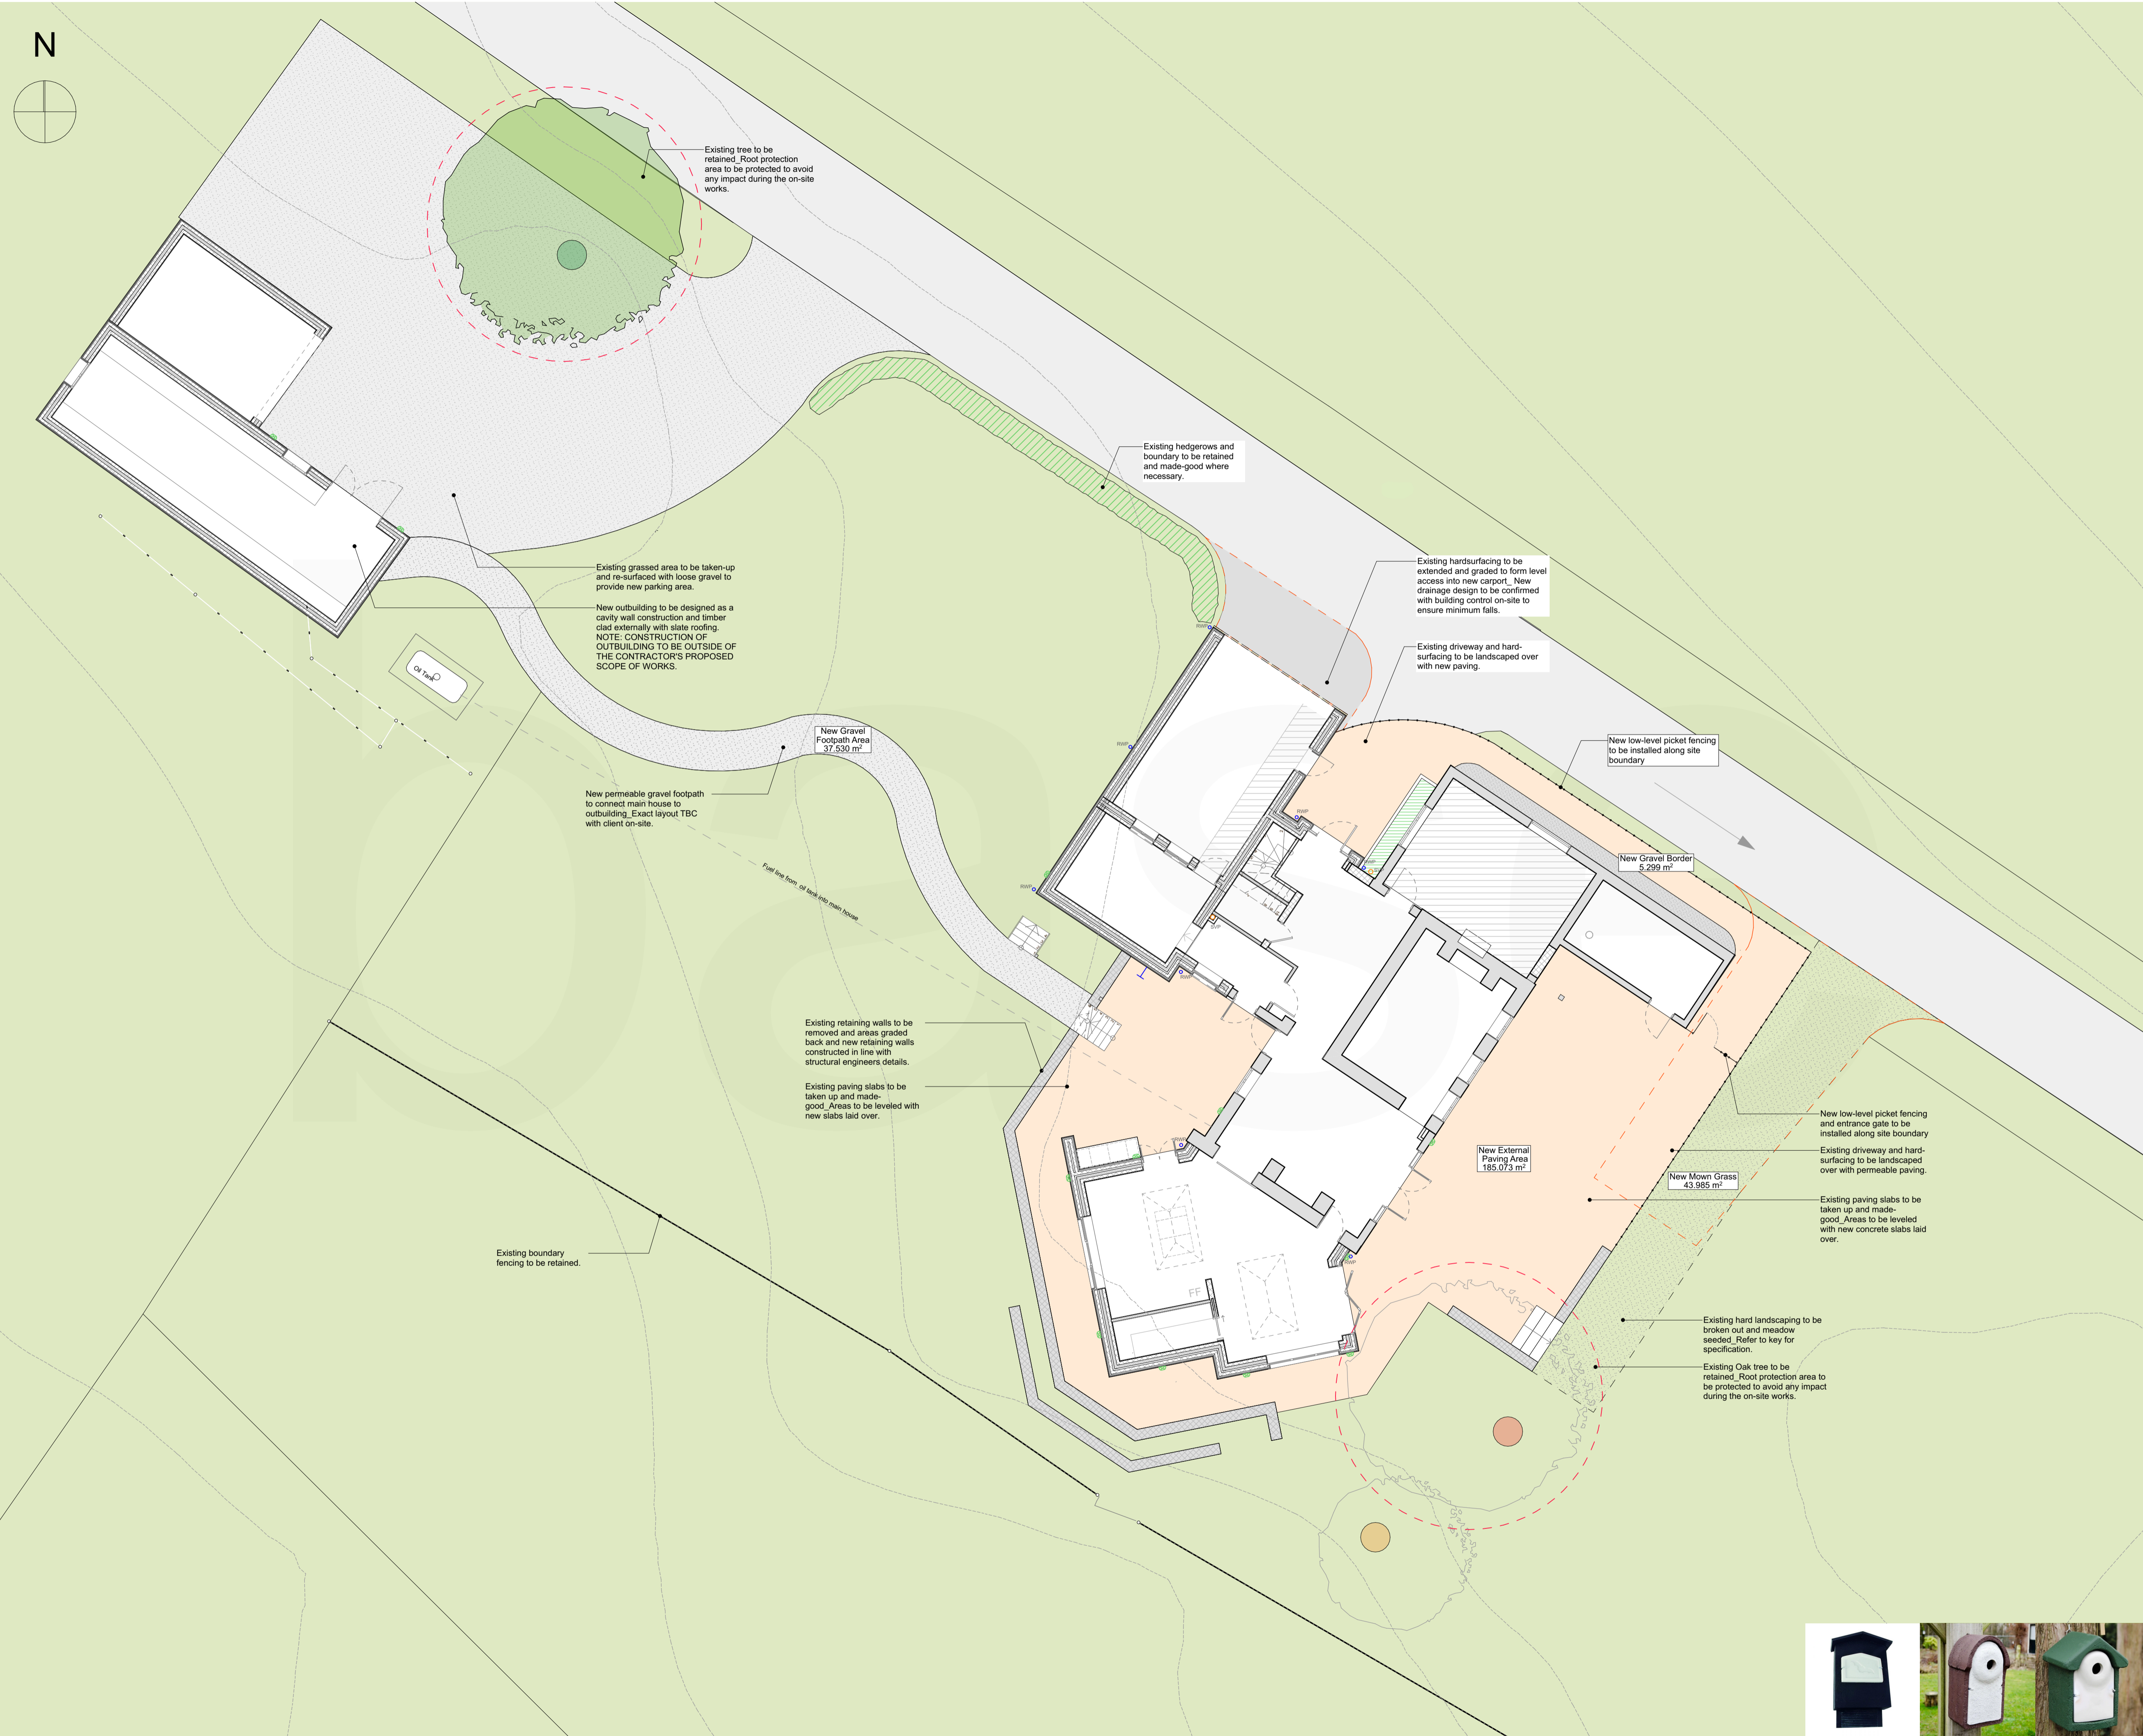 N
Existing tree to be
retained_Root protection
area to be protected to avoid
any impact during the on-site
works.
Existing hedgerows and
boundary to be retained
and made-good where
necessary.
Existing hardsurfacing to be
extended and graded to form level
access into new carport_ New
drainage design to be confirmed
with building control on-site to
ensure minimum falls.
Existing grassed area to be taken-up
and re-surfaced with loose gravel to
provide new parking area.
New outbuilding to be designed as a
cavity wall construction and timber
clad externally with slate roofing.
NOTE: CONSTRUCTION OF
OUTBUILDING TO BE OUTSIDE OF
THE CONTRACTOR'S PROPOSED
SCOPE OF WORKS.
RWP
Existing driveway and hard-
surfacing to be landscaped over
with new paving.
Oil Tank
New Gravel
Footpath Area
37.530 m²
RWP
New low-level picket fencing
to be installed along site
boundary
New permeable gravel footpath
to connect main house to
outbuilding_Exact layout TBC
with client on-site.
RWP
New Gravel Border
5.299 m²
RWP
Fuel line from oil tank into main house
RWP
SVP
RWP
Existing retaining walls to be
removed and areas graded
back and new retaining walls
constructed in line with
structural engineers details.
Existing paving slabs to be
taken up and made-
good_Areas to be leveled with
new slabs laid over.
New low-level picket fencing
and entrance gate to be
installed along site boundary
RWP
New External
Paving Area
185.073 m²
Existing driveway and hard-
surfacing to be landscaped
over with permeable paving.
New Mown Grass
43.985 m²
Existing paving slabs to be
taken up and made-
good_Areas to be leveled
with new concrete slabs laid
over.
Existing boundary
fencing to be retained.
RWP
FF
Existing hard landscaping to be
broken out and meadow
seeded_Refer to key for
specification.
Existing Oak tree to be
retained_Root protection area to
be protected to avoid any impact
during the on-site works.